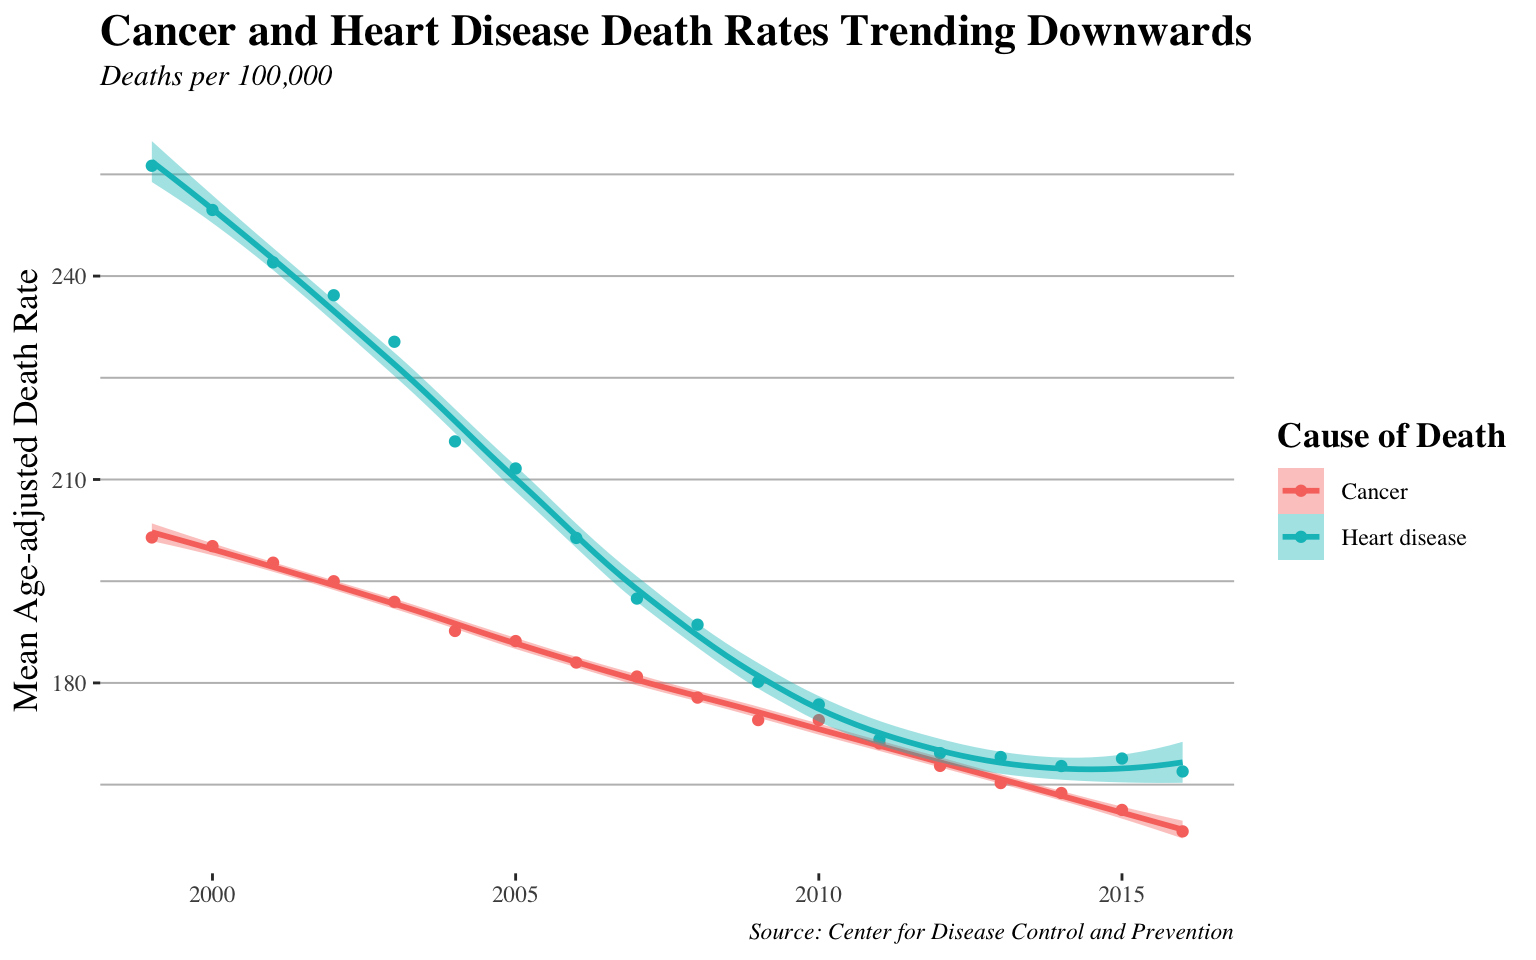 Cancer and Heart Disease Death Rates Trending Downwards
Deaths per 100,000
Mean Age-adjusted Death Rate
240
210
180
2000 2005 2010 2015
Cause of Death
Cancer
Heart disease
Source: Center for Disease Control and Prevention